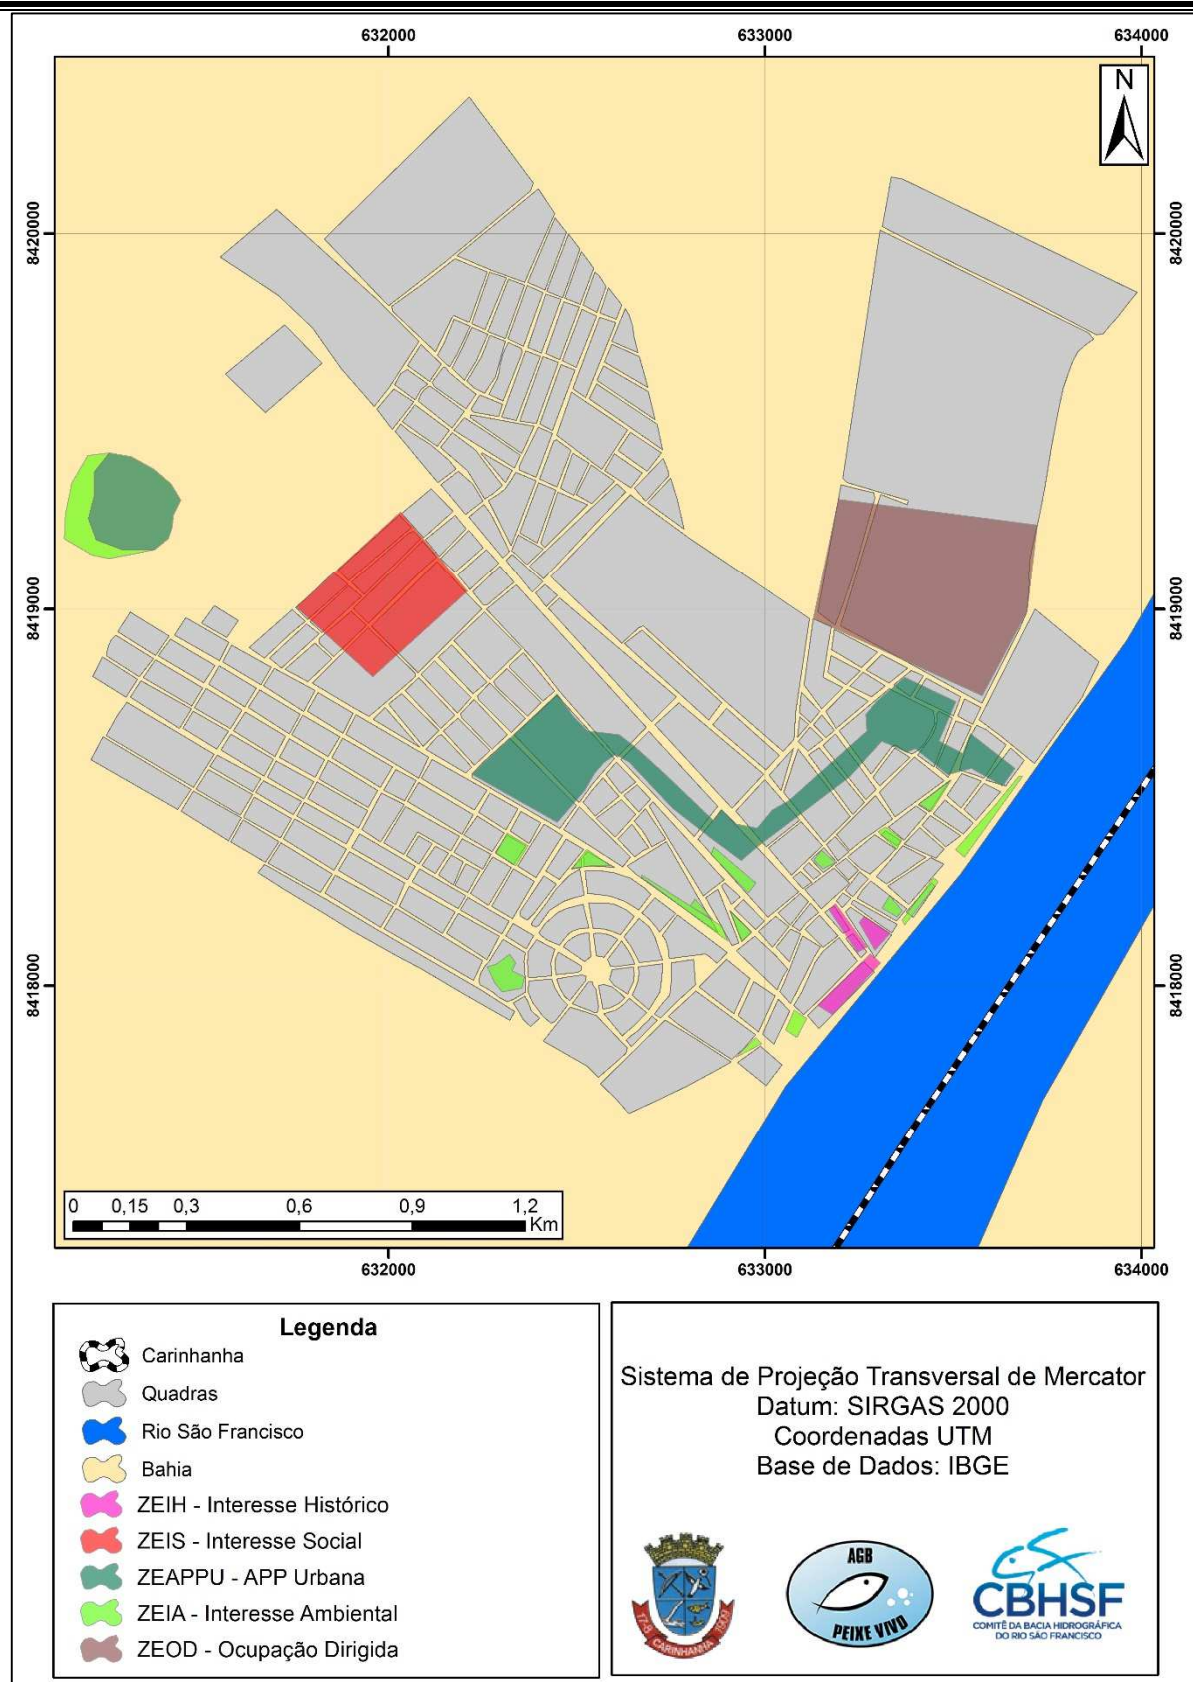 632000 633000 634000
N
8420000 8420000
8419000 8419000
8418000 8418000
0 0,15 0,3 0,6 0,9 1,2
Km
632000 633000 634000
Legenda
Carinhanha
Quadras
Rio São Francisco
Bahia
ZEIH - Interesse Histórico
ZEIS - Interesse Social
ZEAPPU - APP Urbana
ZEIA - Interesse Ambiental
ZEOD - Ocupação Dirigida
Sistema de Projeção Transversal de Mercator
Datum: SIRGAS 2000
Coordenadas UTM
Base de Dados: IBGE
17-8 CARINHANHA 1909
AGB
PEIXE VIVO
CBHSF
COMITÊ DA BACIA HIDROGRÁFICA
DO RIO SÃO FRANCISCO